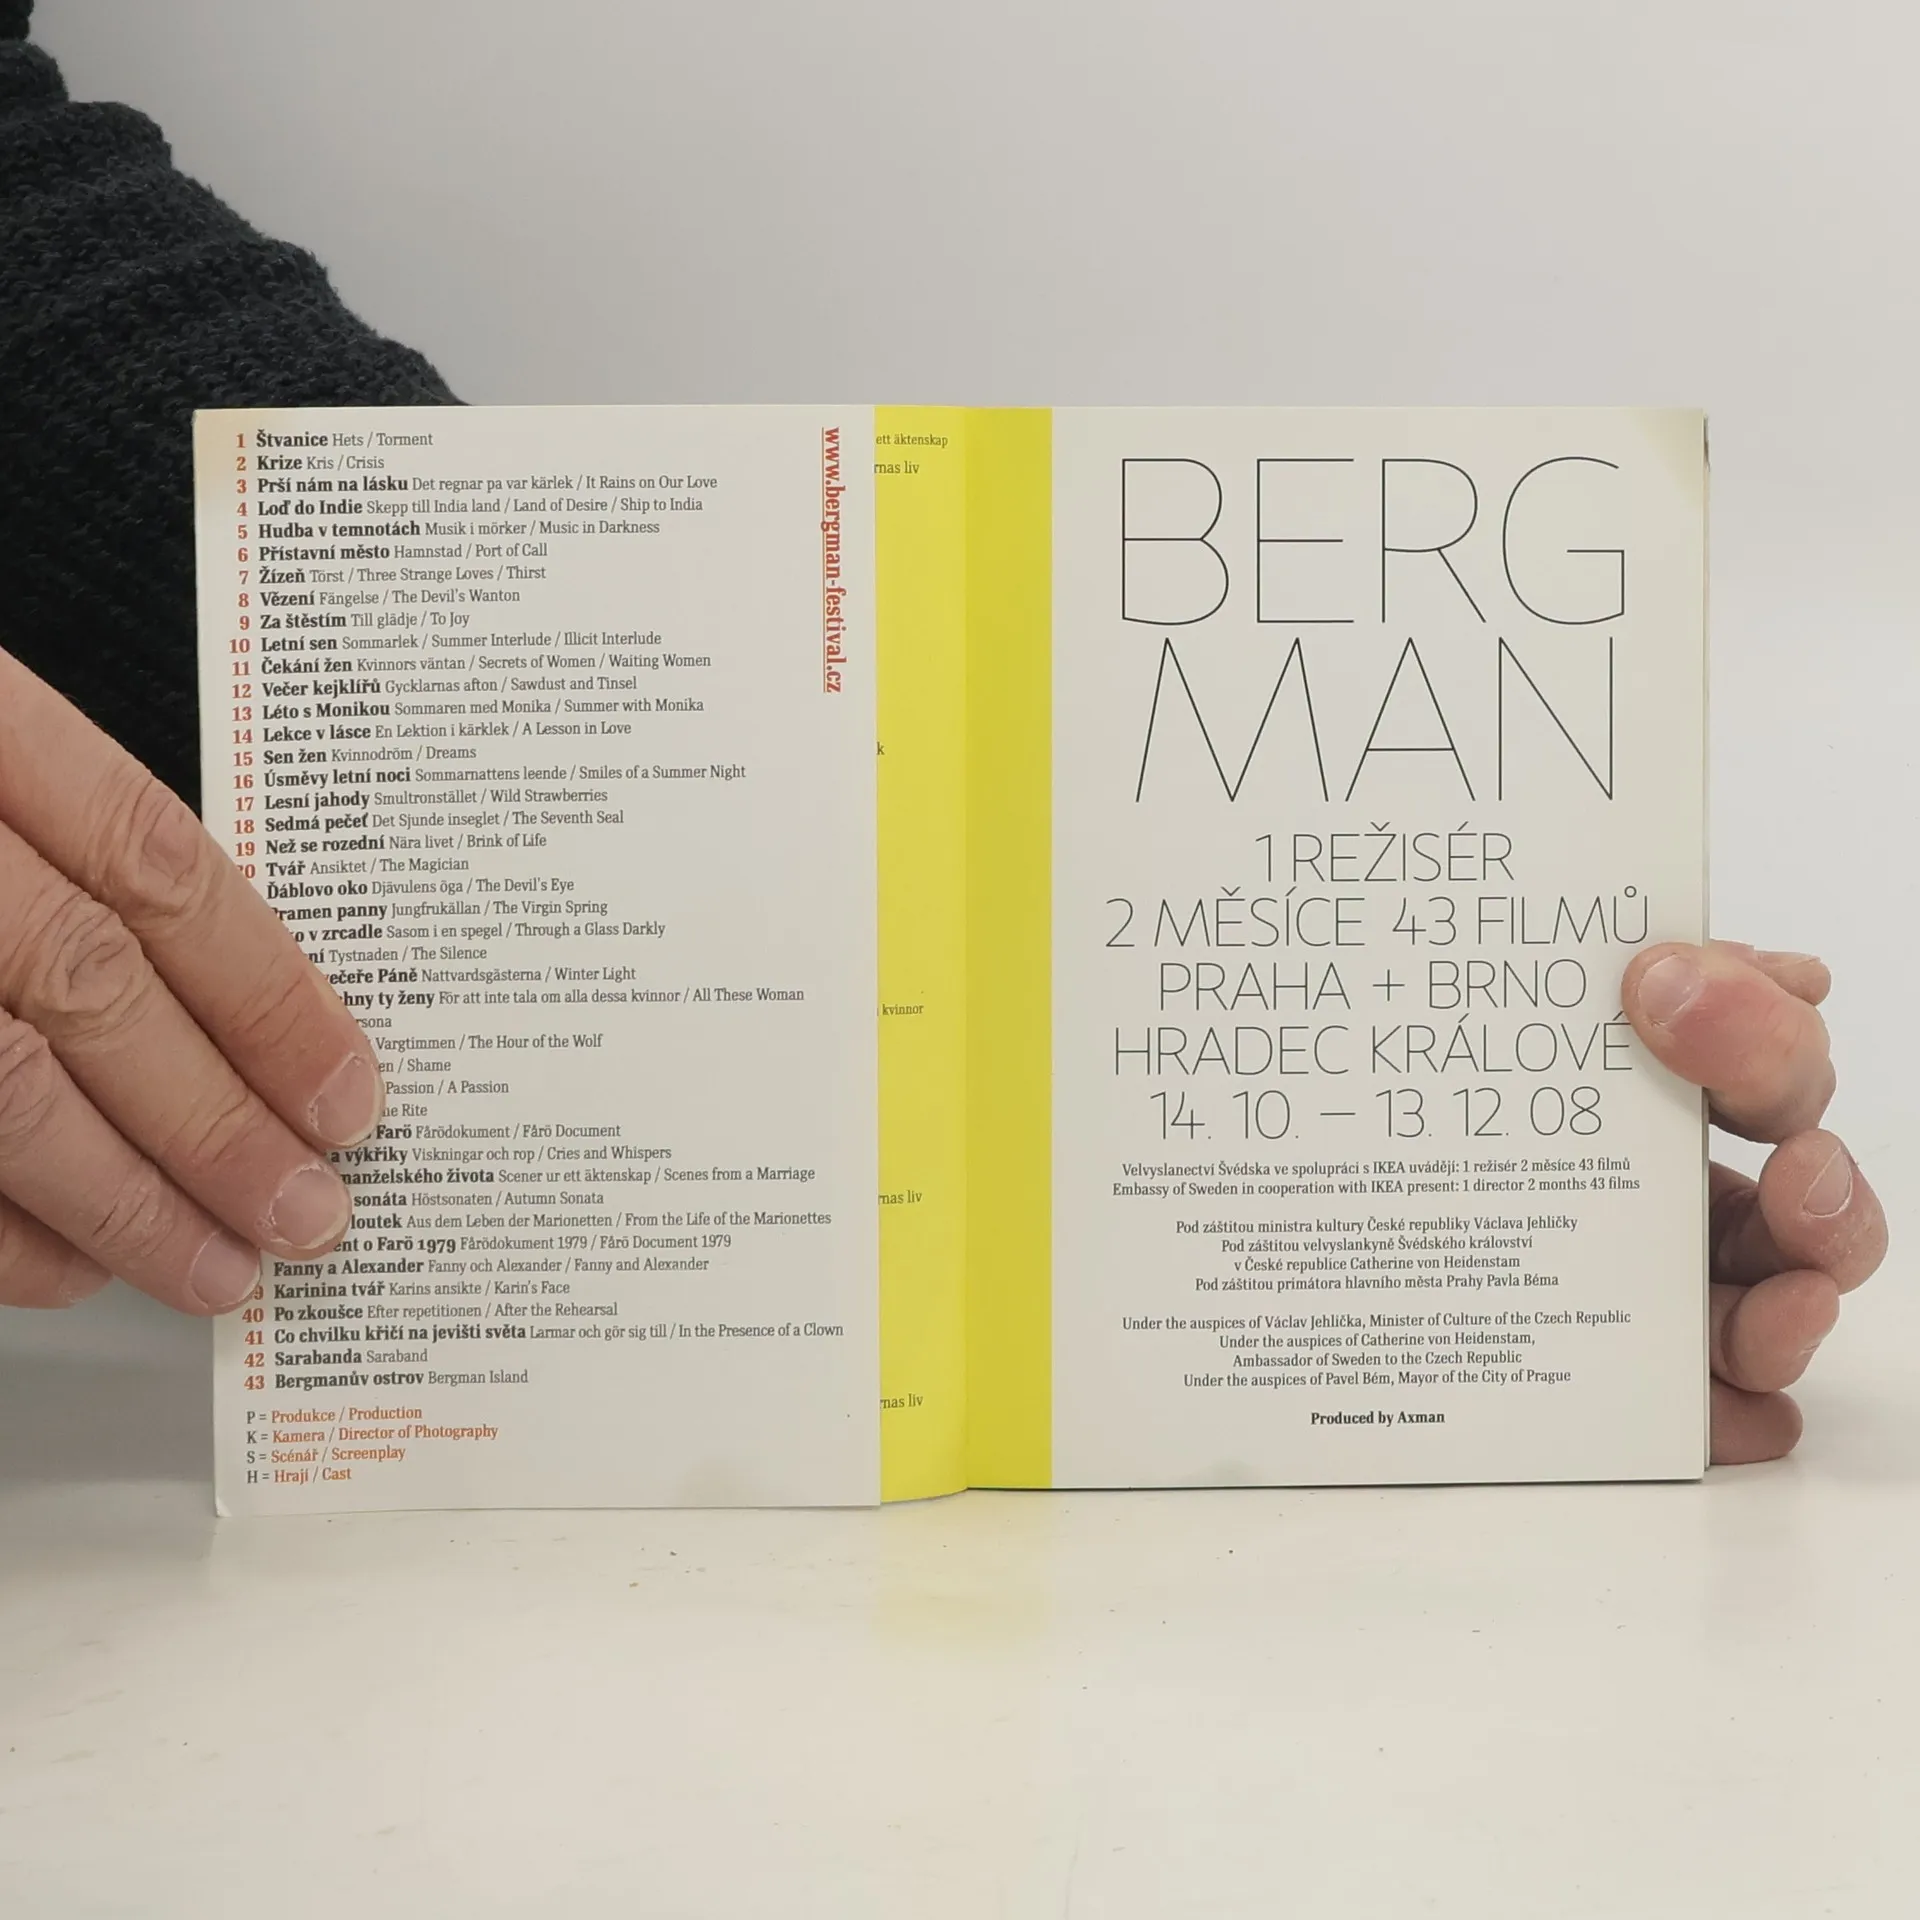 1 Štvanice Hets / Torment
2 Krize Kris / Crisis
3 Prší nám na lásku Det regnar pa var kärlek / It Rains on Our Love
4 Loď do Indie Skepp till India land / Land of Desire / Ship to India
5 Hudba v temnotách Musik i mörker / Music in Darkness
6 Přístavní město Hamnstad / Port of Call
7 Žízeň Törst / Three Strange Loves / Thirst
8 Vězení Fängelse / The Devil's Wanton
9 Za štěstím Till glädje / To Joy
10 Letní sen Sommarlek / Summer Interlude / Illicit Interlude
11 Čekání žen Kvinnors väntan / Secrets of Women / Waiting Women
12 Večer kejklířů Gycklarnas afton / Sawdust and Tinsel
13 Léto s Monikou Sommaren med Monika / Summer with Monika
14 Lekce v lásce En Lektion i kärklek / A Lesson in Love
15 Sen žen Kvinnodröm / Dreams
16 Úsměvy letní noci Sommarnattens leende / Smiles of a Summer Night
17 Lesní jahody Smultronstället / Wild Strawberries
18 Sedmá pečeť Det Sjunde inseglet / The Seventh Seal
19 Než se rozední Nära livet / Brink of Life
20 Tvář Ansiktet / The Magician
Ďáblovo oko Djävulens öga / The Devil's Eye
ramen panny Jungfrukällan / The Virgin Spring
o v zrcadle Sasom i en spegel / Through a Glass Darkly
ní Tystnaden / The Silence
večeře Páně Nattvardsgästerna / Winter Light
hny ty ženy För att inte tala om alla dessa kvinnor / All These Woman
rsona
Vargtimmen / The Hour of the Wolf
en / Shame
Passion / A Passion
he Rite
Farö Fårödokument / Fårö Document
a výkřiky Viskningar och rop / Cries and Whispers
manželského života Scener ur ett äktenskap / Scenes from a Marriage
sonáta Höstsonaten / Autumn Sonata
loutek Aus dem Leben der Marionetten / From the Life of the Marionettes
ent o Farö 1979 Fårödokument 1979 / Fårö Document 1979
Fanny a Alexander Fanny och Alexander / Fanny and Alexander
9 Karinina tvář Karins ansikte / Karin's Face
40 Po zkoušce Efter repetitionen / After the Rehearsal
41 Co chvilku křičí na jevišti světa Larmar och gör sig till / In the Presence of a Clown
42 Sarabanda Saraband
43 Bergmanův ostrov Bergman Island
P = Produkce / Production
K = Kamera / Director of Photography
S = Scénář / Screenplay
H = Hrají / Cast
www.bergman-festival.cz
ett äktenskap
rnas liv
k
kvinnor
rnas liv
rnas liv
BERG
MAN
1 REŽISÉR
2 MĚSÍCE 43 FILMŮ
PRAHA + BRNO
HRADEC KRÁLOVÉ
14. 10. – 13. 12. 08
Velvyslanectví Švédska ve spolupráci s IKEA uvádějí: 1 režisér 2 měsíce 43 filmů
Embassy of Sweden in cooperation with IKEA present: 1 director 2 months 43 films
Pod záštitou ministra kultury České republiky Václava Jehličky
Pod záštitou velvyslankyně Švédského království
v České republice Catherine von Heidenstam
Pod záštitou primátora hlavního města Prahy Pavla Béma
Under the auspices of Václav Jehlička, Minister of Culture of the Czech Republic
Under the auspices of Catherine von Heidenstam,
Ambassador of Sweden to the Czech Republic
Under the auspices of Pavel Bém, Mayor of the City of Prague
Produced by Axman